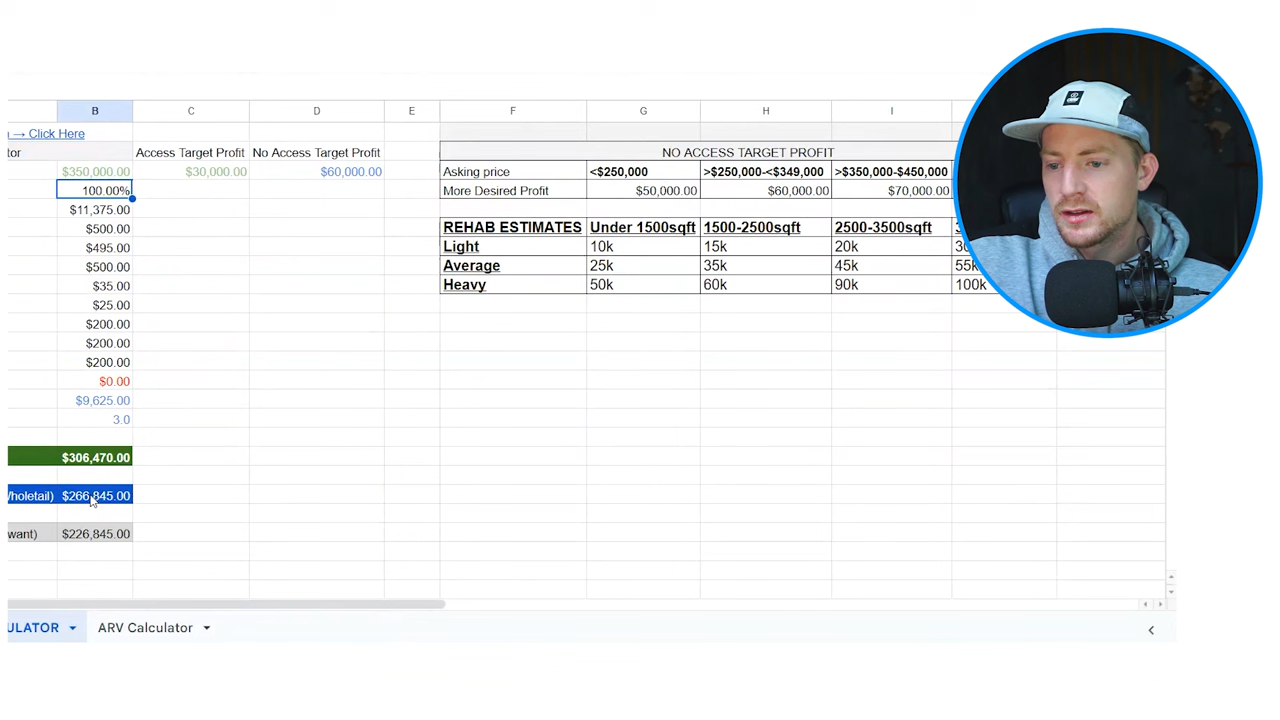 B C D E F G H I
→ Click Here
tor Access Target Profit No Access Target Profit NO ACCESS TARGET PROFIT
$350,000.00 $30,000.00 $60,000.00 Asking price <$250,000 >$250,000-<$349,000 >$350,000-$450,000
100.00% More Desired Profit $50,000.00 $60,000.00 $70,000.00
$11,375.00
$500.00 REHAB ESTIMATES Under 1500sqft 1500-2500sqft 2500-3500sqft
$495.00 Light 10k 15k 20k
$500.00 Average 25k 35k 45k 55k
$35.00 Heavy 50k 60k 90k 100k
$25.00
$200.00
$200.00
$200.00
$0.00
$9,625.00
3.0
$306,470.00
/holetail) $266,845.00
want) $226,845.00
ULATOR ARV Calculator